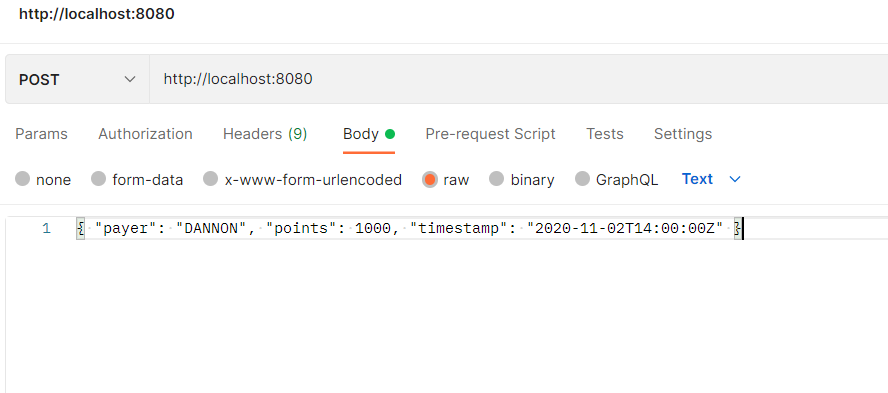 http://localhost:8080
POST http://localhost:8080
Params Authorization Headers (9) Body Pre-request Script Tests Settings
none form-data x-www-form-urlencoded raw binary GraphQL Text
1 { "payer": "DANNON", "points": 1000, "timestamp": "2020-11-02T14:00:00Z" }